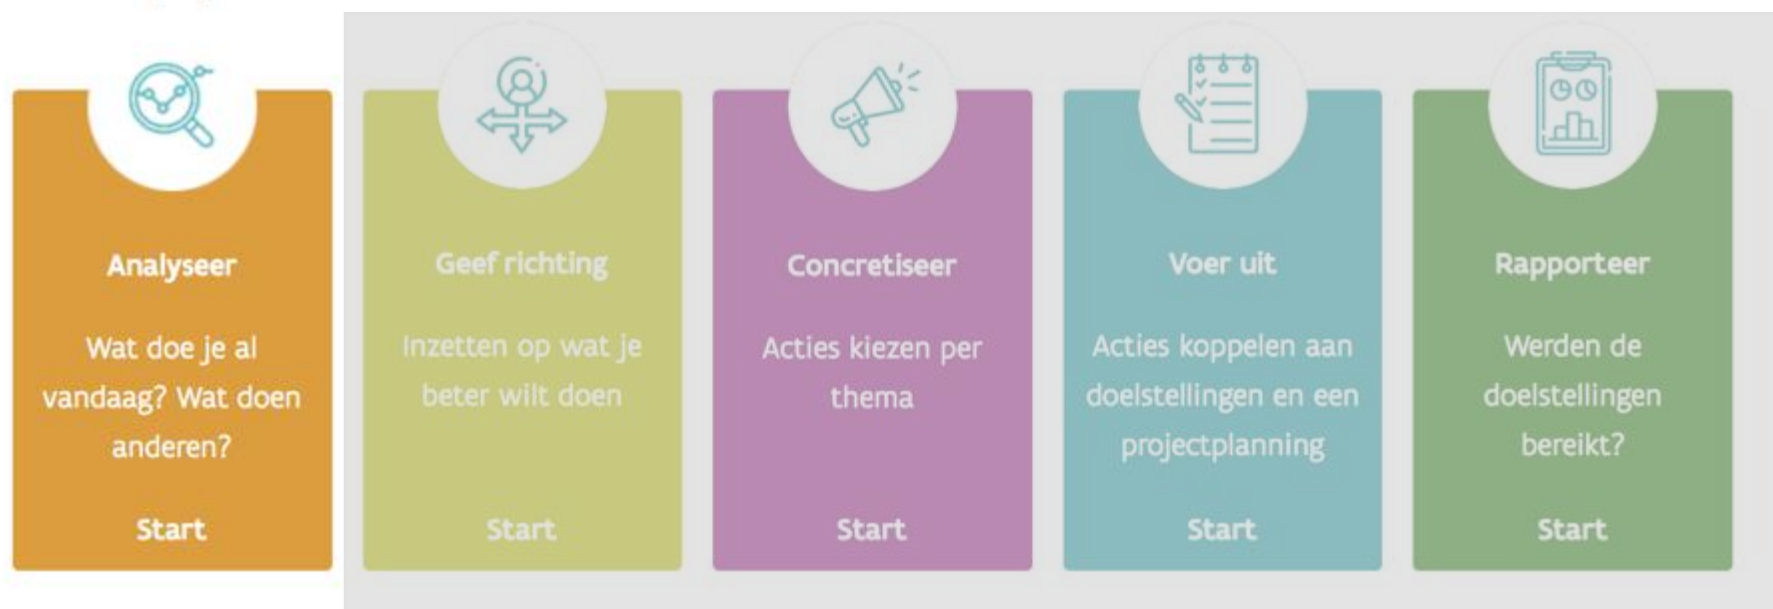 Analyseer
Wat doe je al
vandaag? Wat doen
anderen?
Start
Geef richting
Inzetten op wat je
beter wilt doen
Start
Concretiseer
Acties kiezen per
thema
Start
Voer uit
Acties koppelen aan
doelstellingen en een
projectplanning
Start
Rapporteer
Werden de
doelstellingen
bereikt?
Start